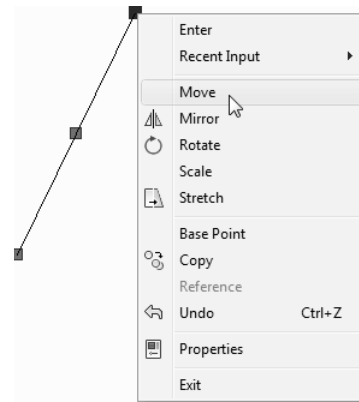 Enter
Recent Input
Move
Mirror
Rotate
Scale
Stretch
Base Point
Copy
Reference
Undo Ctrl+Z
Properties
Exit